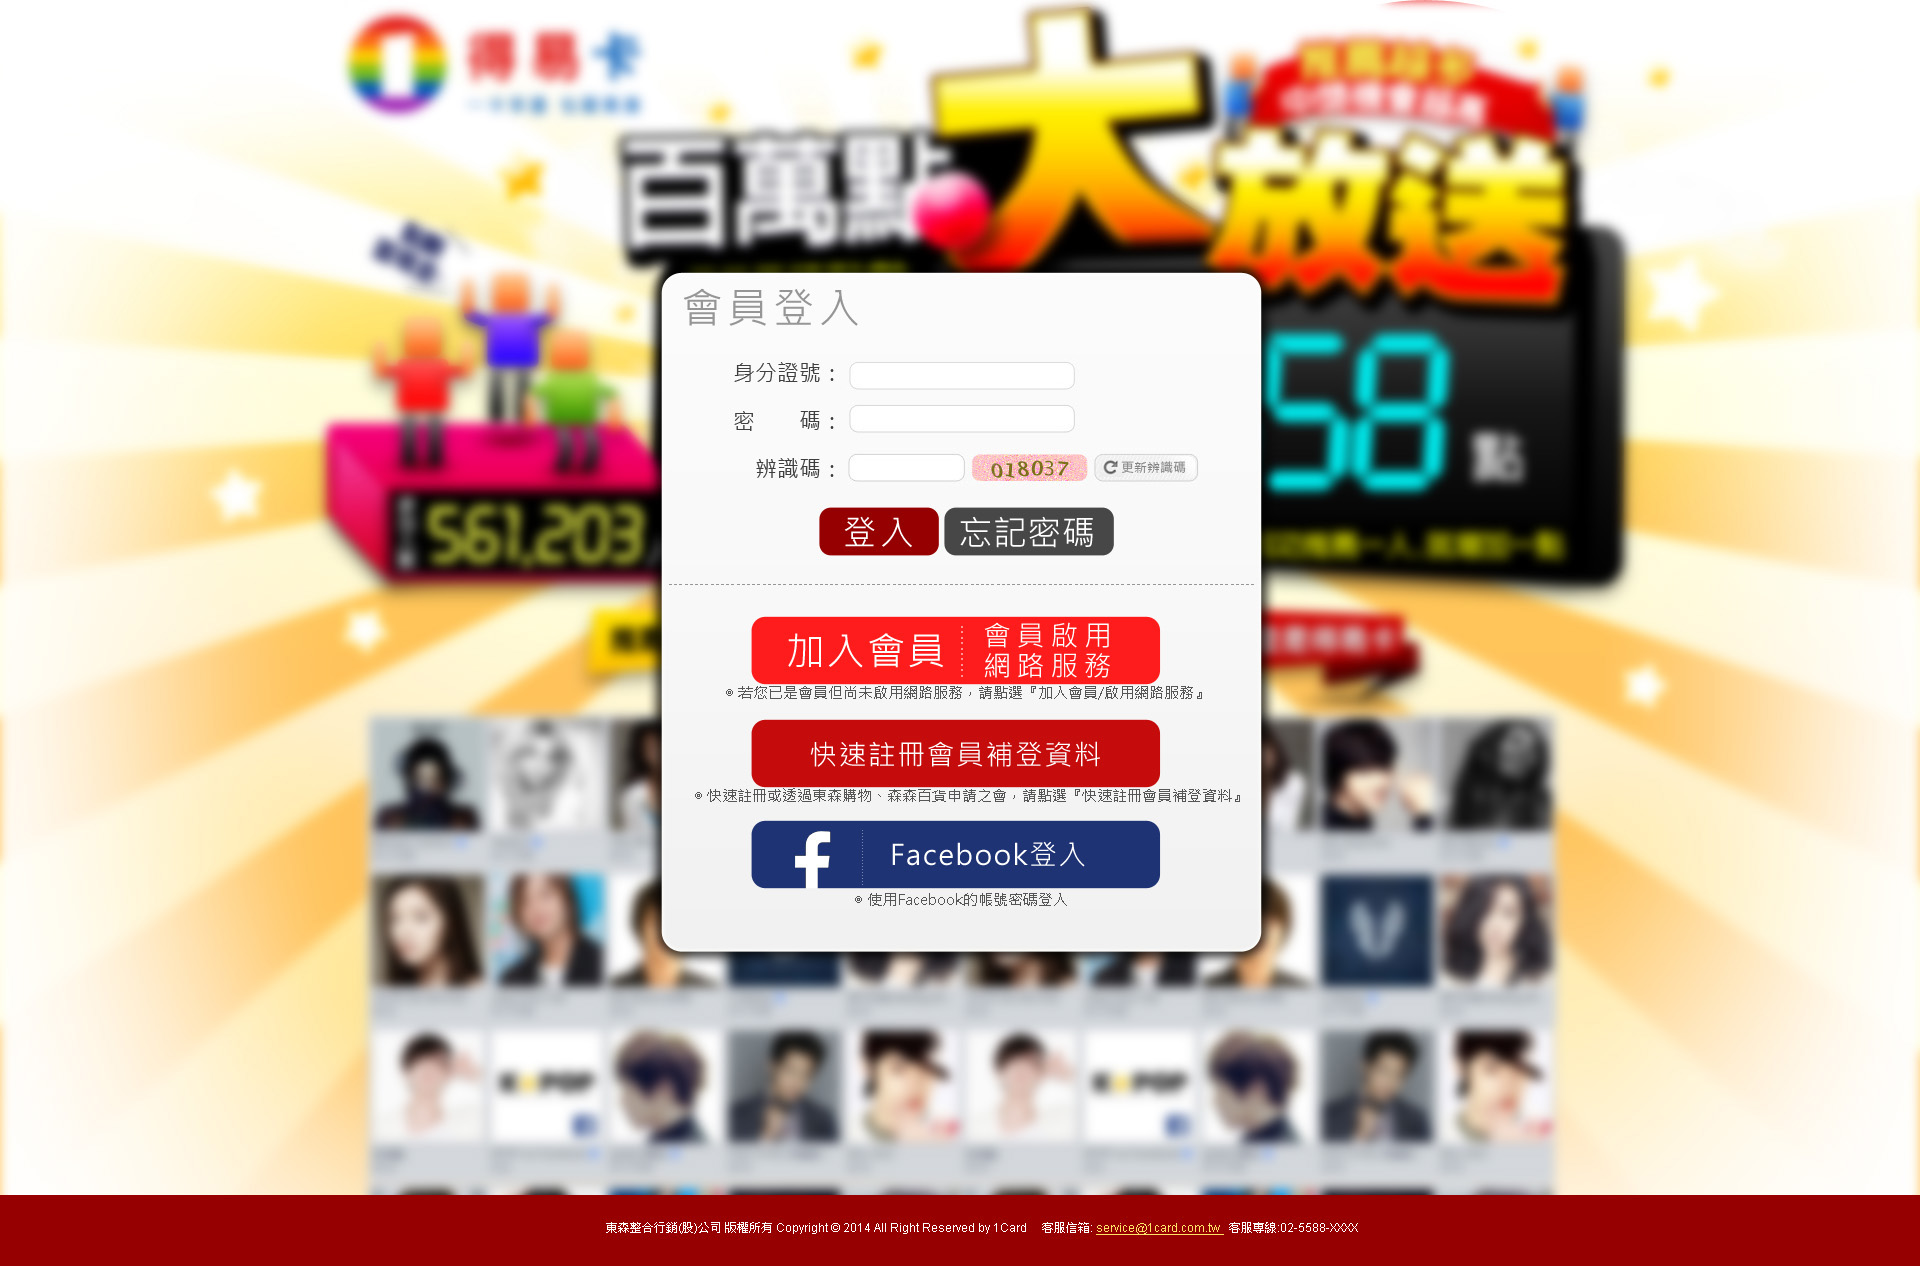 得易卡
百萬點大放送
會員登入
身分證號：
58
密　　碼：
點
辨識碼： 018037 更新辨識碼
561,203
登入 忘記密碼
加入會員 會員啟用
網路服務
◎ 若您已是會員但尚未啟用網路服務，請點選『加入會員/啟用網路服務』
快速註冊會員補登資料
◎ 快速註冊或透過東森購物、森森百貨申請之會，請點選『快速註冊會員補登資料』
f Facebook登入
◎ 使用Facebook的帳號密碼登入
東森整合行銷(股)公司 版權所有 Copyright © 2014 All Right Reserved by 1Card 客服信箱: service@1card.com.tw 客服專線:02-5588-XXXX